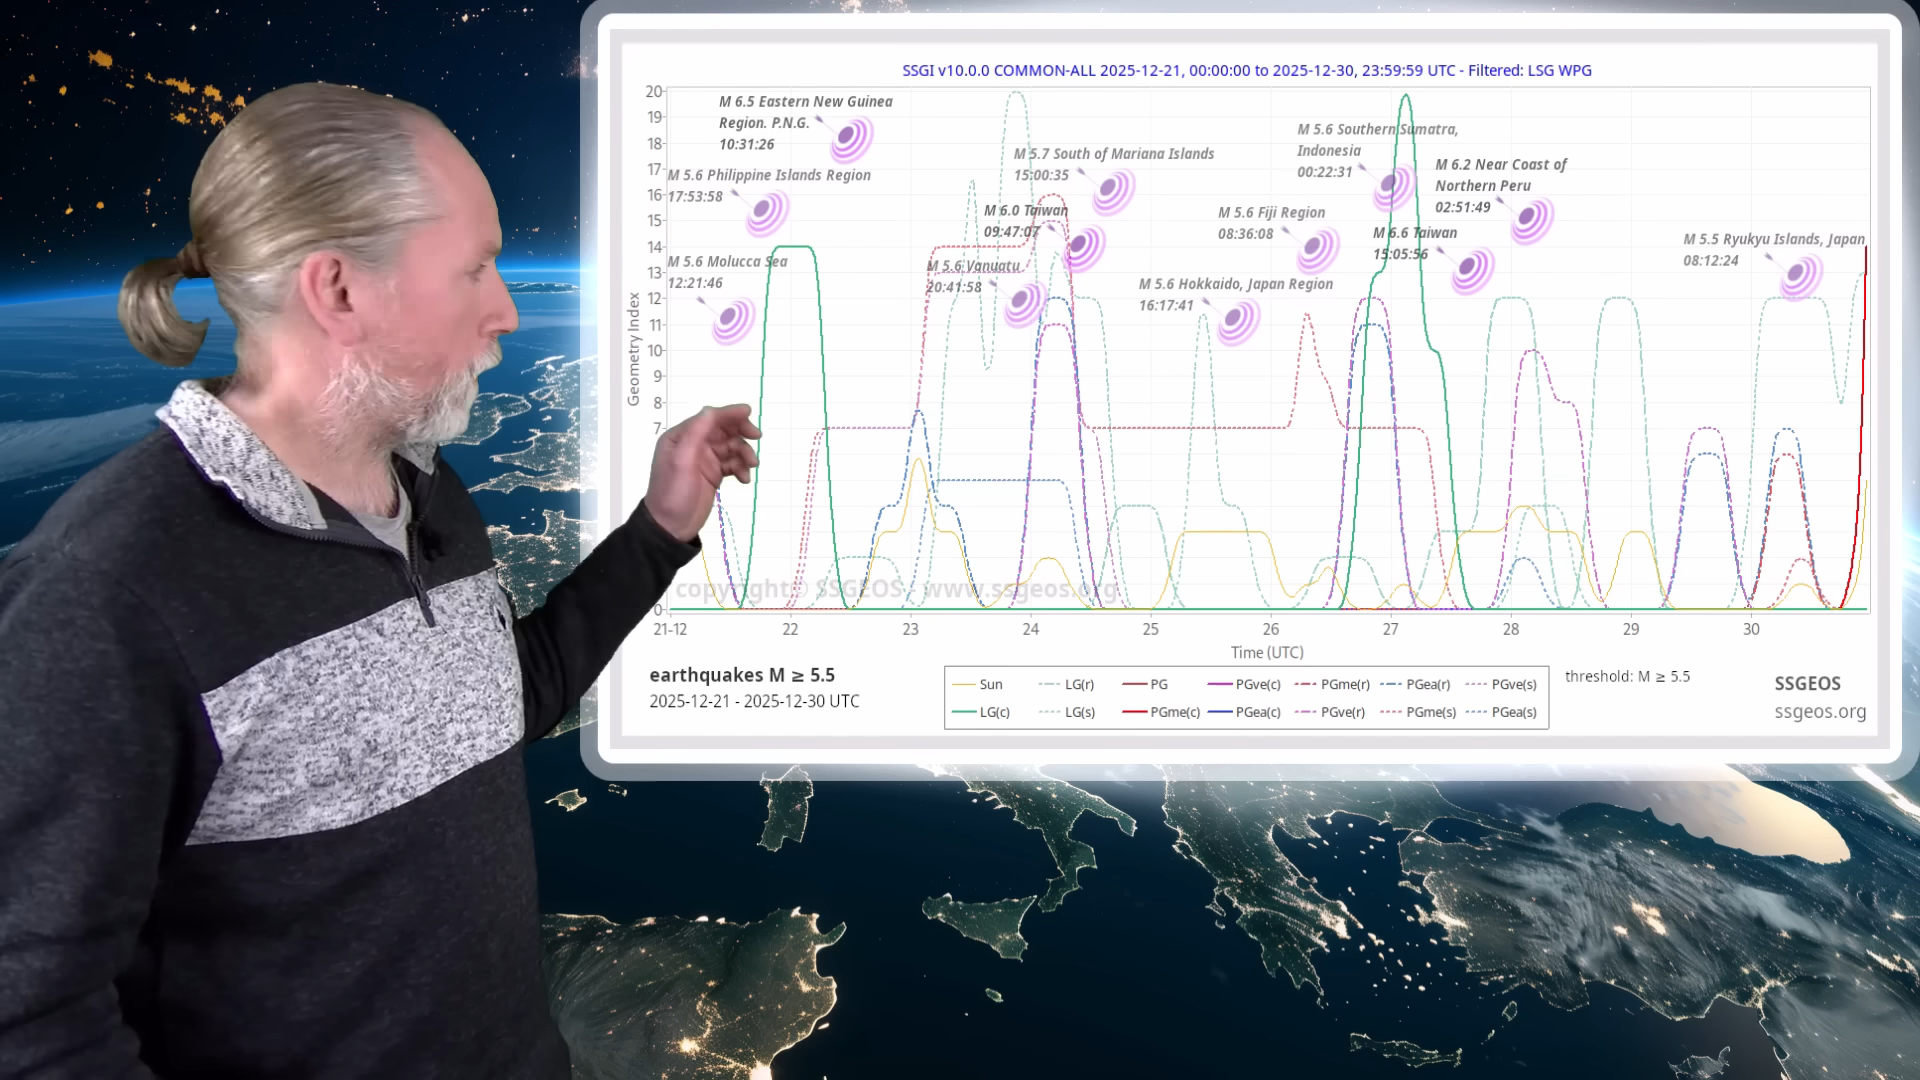 SSGI v10.0.0 COMMON-ALL 2025-12-21, 00:00:00 to 2025-12-30, 23:59:59 UTC - Filtered: LSG WPG
20
19
18
17
16
15
14
13
12
11
10
9
8
7
0
Geometry Index
M 6.5 Eastern New Guinea
Region. P.N.G.
10:31:26
M 5.6 Philippine Islands Region
17:53:58
M 5.6 Molucca Sea
12:21:46
M 5.7 South of Mariana Islands
15:00:35
M 6.0 Taiwan
09:47:07
M 5.6 Vanuatu
20:41:58
M 5.6 Hokkaido, Japan Region
16:17:41
M 5.6 Fiji Region
08:36:08
M 5.6 Southern Sumatra,
Indonesia
00:22:31
M 6.2 Near Coast of
Northern Peru
02:51:49
M 6.6 Taiwan
15:05:56
M 5.5 Ryukyu Islands, Japan
08:12:24
copyright© SSGEOS - www.ssgeos.org
21-12 22 23 24 25 26 27 28 29 30
Time (UTC)
earthquakes M ≥ 5.5
2025-12-21 - 2025-12-30 UTC
Sun LG(r) PG PGve(c) PGme(r) PGea(r) PGve(s)
LG(c) LG(s) PGme(c) PGea(c) PGve(r) PGme(s) PGea(s)
threshold: M ≥ 5.5
SSGEOS
ssgeos.org